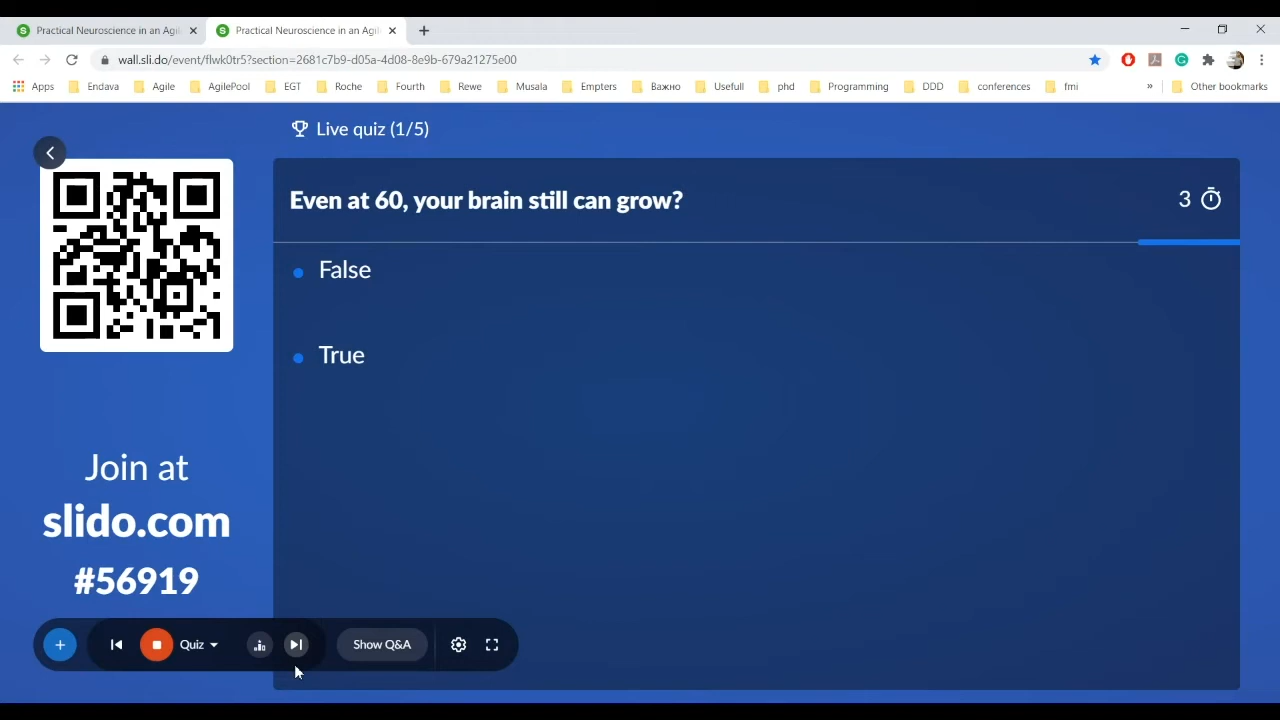 Practical Neuroscience in an Agi
Practical Neuroscience in an Agi
wall.sli.do/event/flwk0tr5?section=2681c7b9-d05a-4d08-8e9b-679a21275e00
Apps Endava Agile AgilePool EGT Roche Fourth Rewe Musala Empters Важно Usefull phd Programming DDD conferences fmi » Other bookmarks
Live quiz (1/5)
Even at 60, your brain still can grow?
3
False
True
Join at
slido.com
#56919
Quiz
Show Q&A